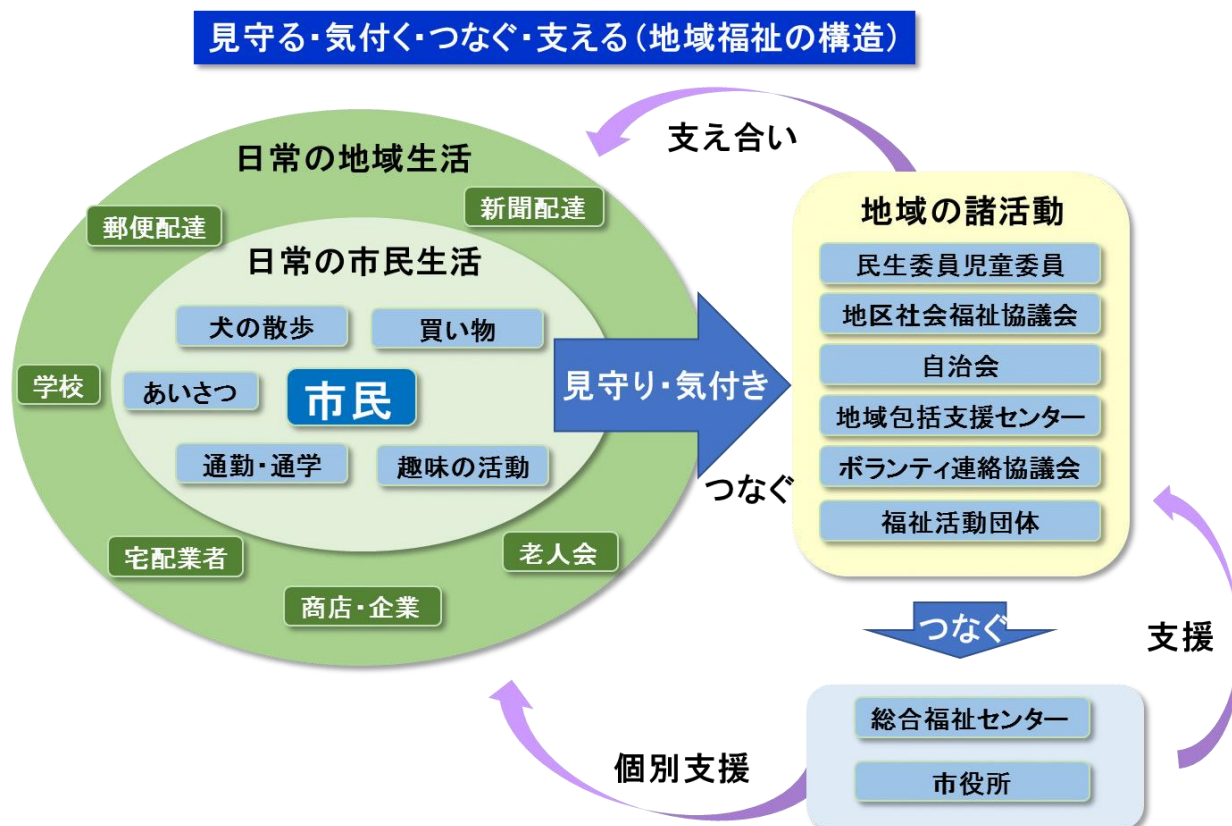 見守る・気付く・つなぐ・支える(地域福祉の構造)
支え合い
日常の地域生活
新聞配達
郵便配達
日常の市民生活
犬の散歩
買い物
学校
あいさつ
市民
通勤・通学
趣味の活動
宅配業者
老人会
商店・企業
見守り・気付き
つなぐ
地域の諸活動
民生委員児童委員
地区社会福祉協議会
自治会
地域包括支援センター
ボランティ連絡協議会
福祉活動団体
つなぐ
支援
総合福祉センター
市役所
個別支援